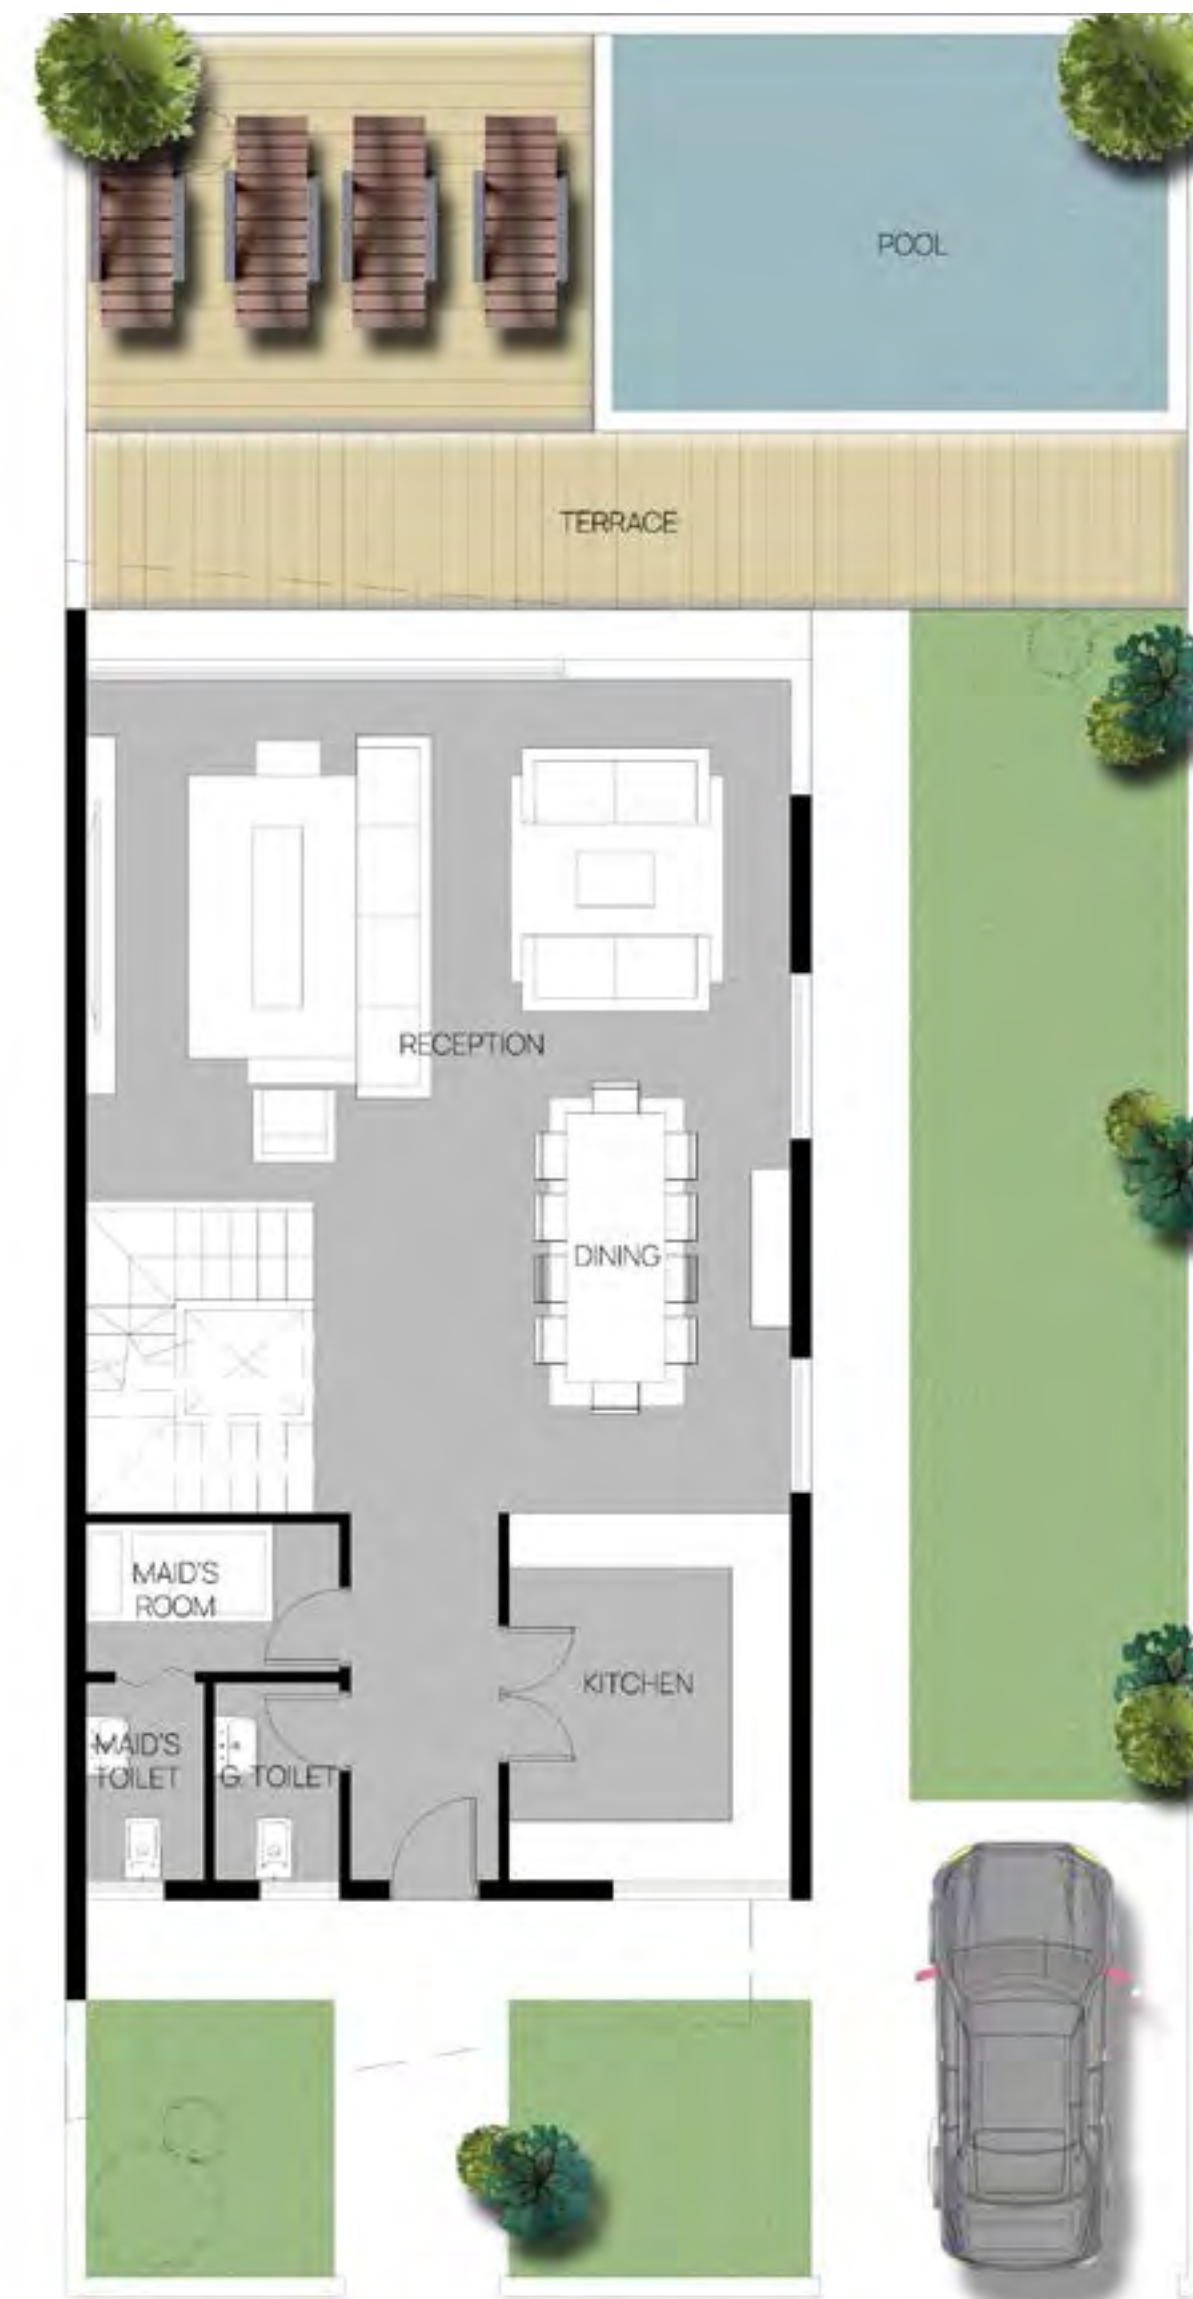 POOL
TERRACE
RECEPTION
DINING
MAID'S
ROOM
KITCHEN
MAID'S
TOILET
G. TOILET